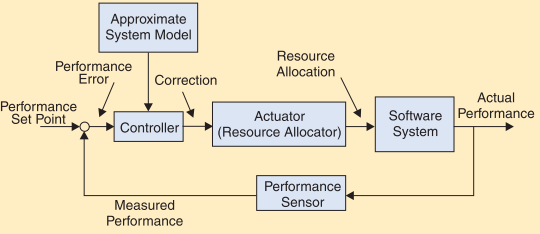 Approximate
System Model
Resource
Allocation
Performance
Error
Correction
Performance
Set Point
Controller
Actuator
(Resource Allocator)
Software
System
Actual
Performance
Performance
Sensor
Measured
Performance